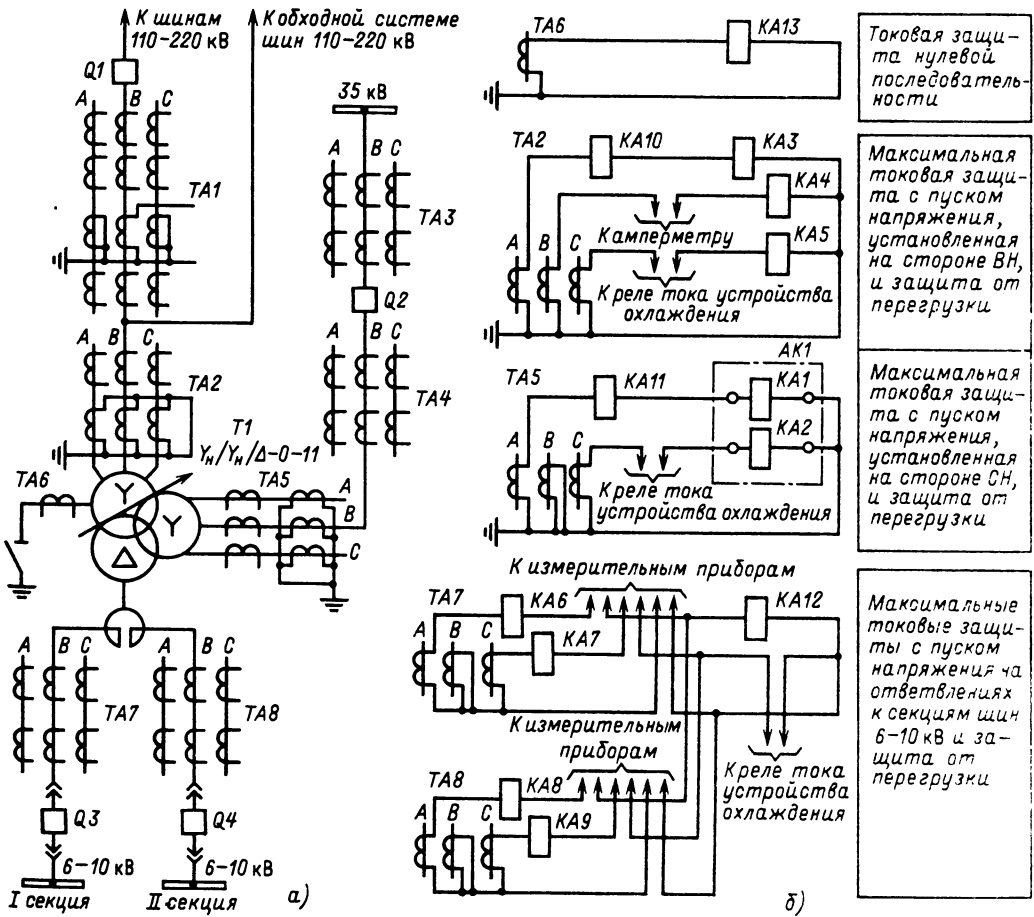 К шинам
110–220 кВ
К обходной системе
шин 110–220 кВ
Q1
A B C
TA1
35 кВ
A B C
TA3
Q2
A B C
TA2
A B C
TA4
T1
Yн/Yн/Δ–0–11
TA6
TA5
A
B
C
A B C
TA7
A B C
TA8
Q3
Q4
6–10 кВ
6–10 кВ
I секция
II секция
а)
TA6
KA13
TA2
KA10
KA3
KA4
К амперметру
KA5
A B C
К реле тока устройства
охлаждения
TA5
KA11
AK1
KA1
KA2
A B C
К реле тока
устройства охлаждения
К измерительным приборам
TA7
KA6
KA12
A B C
KA7
К измерительным
приборам
TA8
KA8
A B C
KA9
К реле тока
устройства
охлаждения
б)
Токовая защи-
та нулевой
последователь-
ности
Максимальная
токовая защи-
та с пуском
напряжения,
установленная
на стороне ВН,
и защита от
перегрузки
Максимальная
токовая защи-
та с пуском
напряжения,
установленная
на стороне СН,
и защита от
перегрузки
Максимальные
токовые защи-
ты с пуском
напряжения на
ответвлениях
к секциям шин
6–10 кВ и за-
щита от
перегрузки